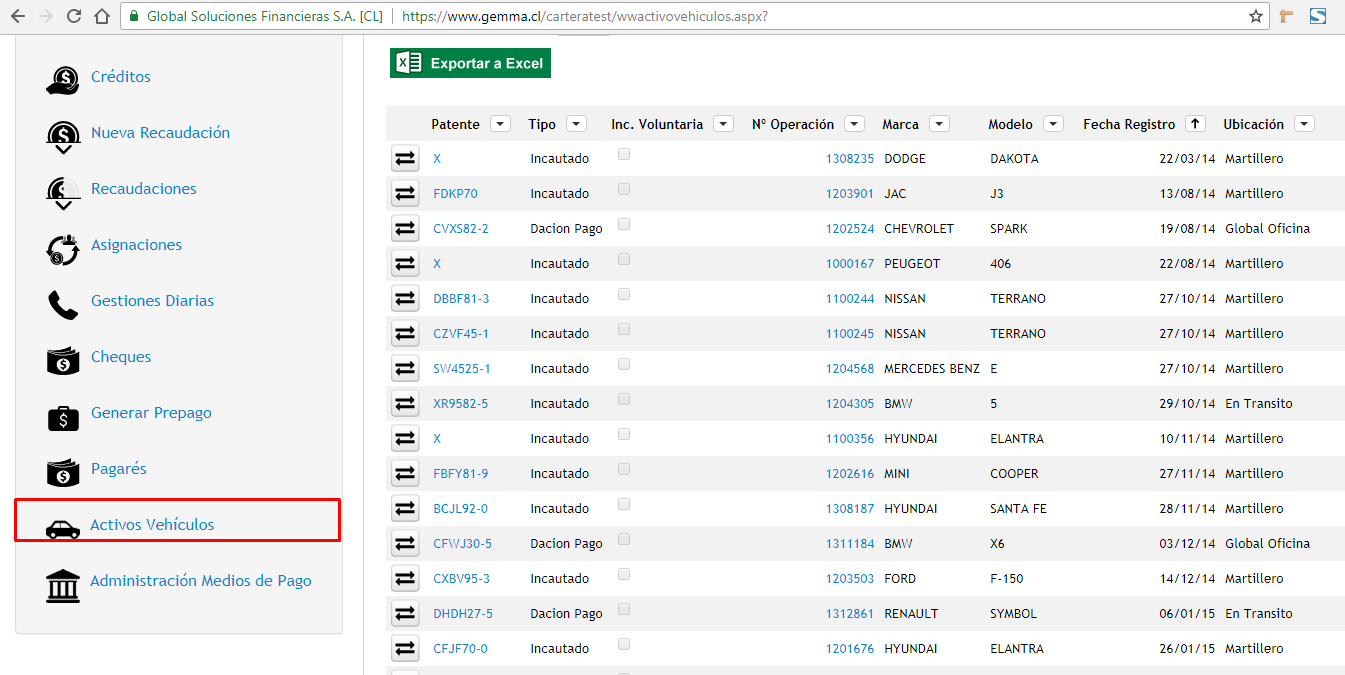 Global Soluciones Financieras S.A. [CL] https://www.gemma.cl/carteratest/wwactivovehiculos.aspx?
Créditos
Nueva Recaudación
Recaudaciones
Asignaciones
Gestiones Diarias
Cheques
Generar Prepago
Pagarés
Activos Vehículos
Administración Medios de Pago
Exportar a Excel
Patente Tipo Inc. Voluntaria Nº Operación Marca Modelo Fecha Registro Ubicación
X Incautado 1308235 DODGE DAKOTA 22/03/14 Martillero
FDKP70 Incautado 1203901 JAC J3 13/08/14 Martillero
CVXS82-2 Dacion Pago 1202524 CHEVROLET SPARK 19/08/14 Global Oficina
X Incautado 1000167 PEUGEOT 406 22/08/14 Martillero
DBBF81-3 Incautado 1100244 NISSAN TERRANO 27/10/14 Martillero
CZVF45-1 Incautado 1100245 NISSAN TERRANO 27/10/14 Martillero
SW4525-1 Incautado 1204568 MERCEDES BENZ E 27/10/14 Martillero
XR9582-5 Incautado 1204305 BMW 5 29/10/14 En Transito
X Incautado 1100356 HYUNDAI ELANTRA 10/11/14 Martillero
FBFY81-9 Incautado 1202616 MINI COOPER 27/11/14 Martillero
BCJL92-0 Incautado 1308187 HYUNDAI SANTA FE 28/11/14 Martillero
CFWJ30-5 Dacion Pago 1311184 BMW X6 03/12/14 Global Oficina
CXBV95-3 Incautado 1203503 FORD F-150 14/12/14 Martillero
DHDH27-5 Dacion Pago 1312861 RENAULT SYMBOL 06/01/15 En Transito
CFJF70-0 Incautado 1201676 HYUNDAI ELANTRA 26/01/15 Martillero